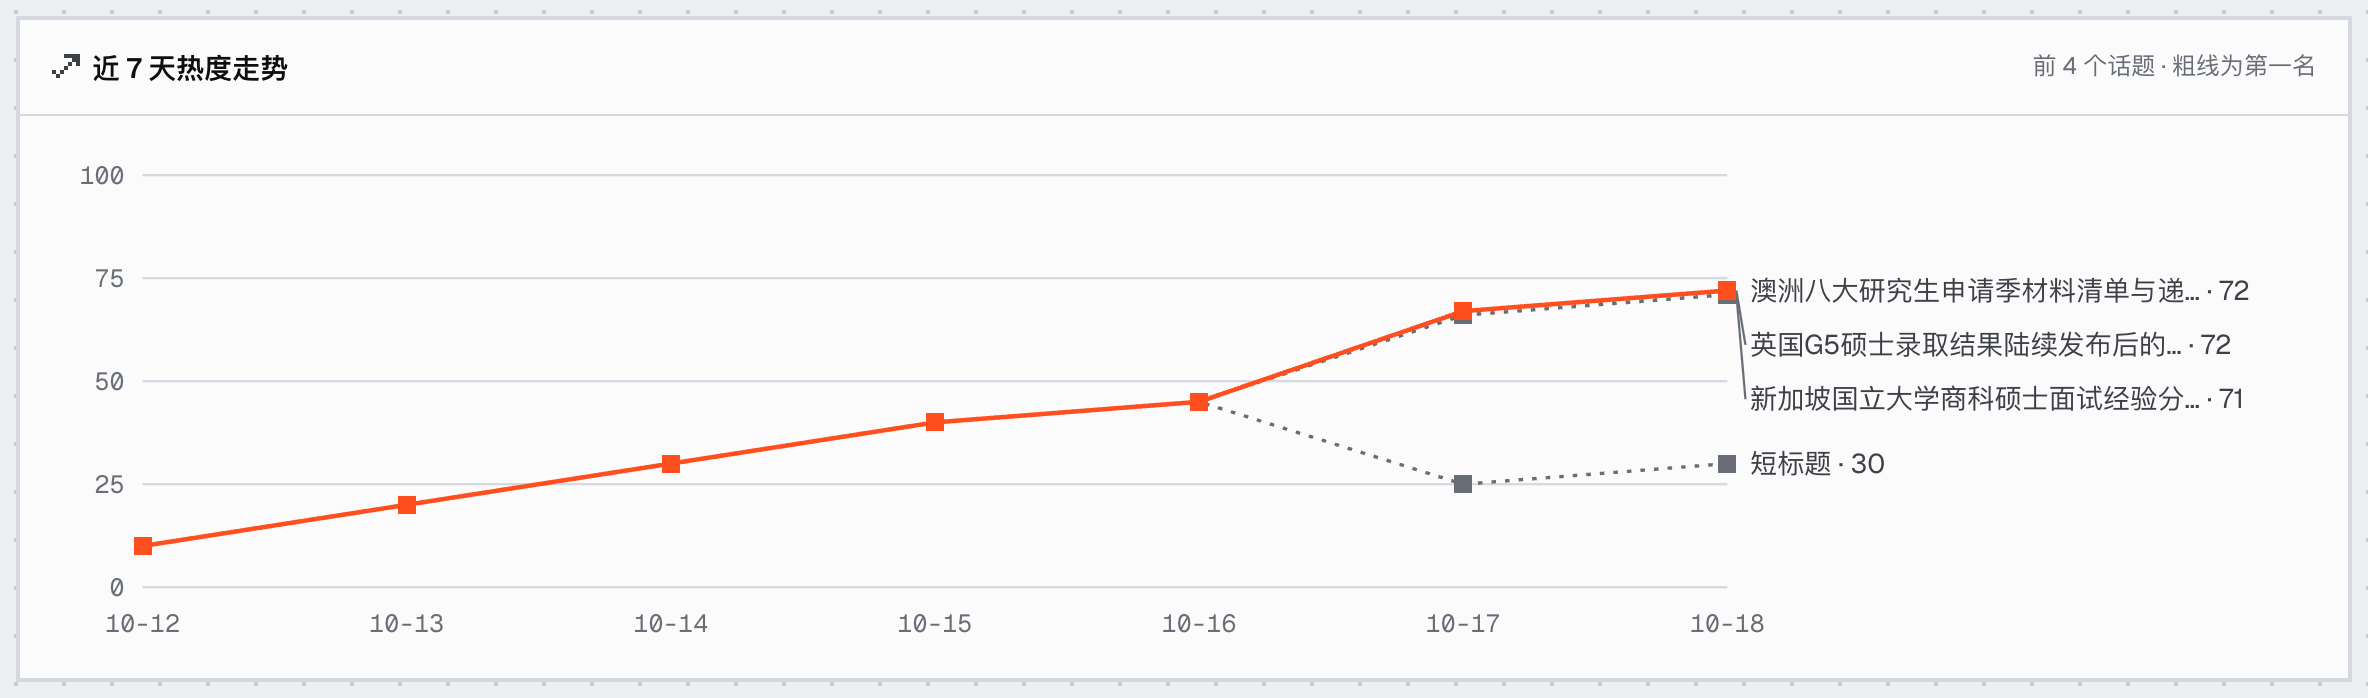 近 7 天热度走势
前 4 个话题 · 粗线为第一名
100
75
50
25
0
澳洲八大研究生申请季材料清单与递... · 72
英国G5硕士录取结果陆续发布后的... · 72
新加坡国立大学商科硕士面试经验分... · 71
短标题 · 30
10-12 10-13 10-14 10-15 10-16 10-17 10-18